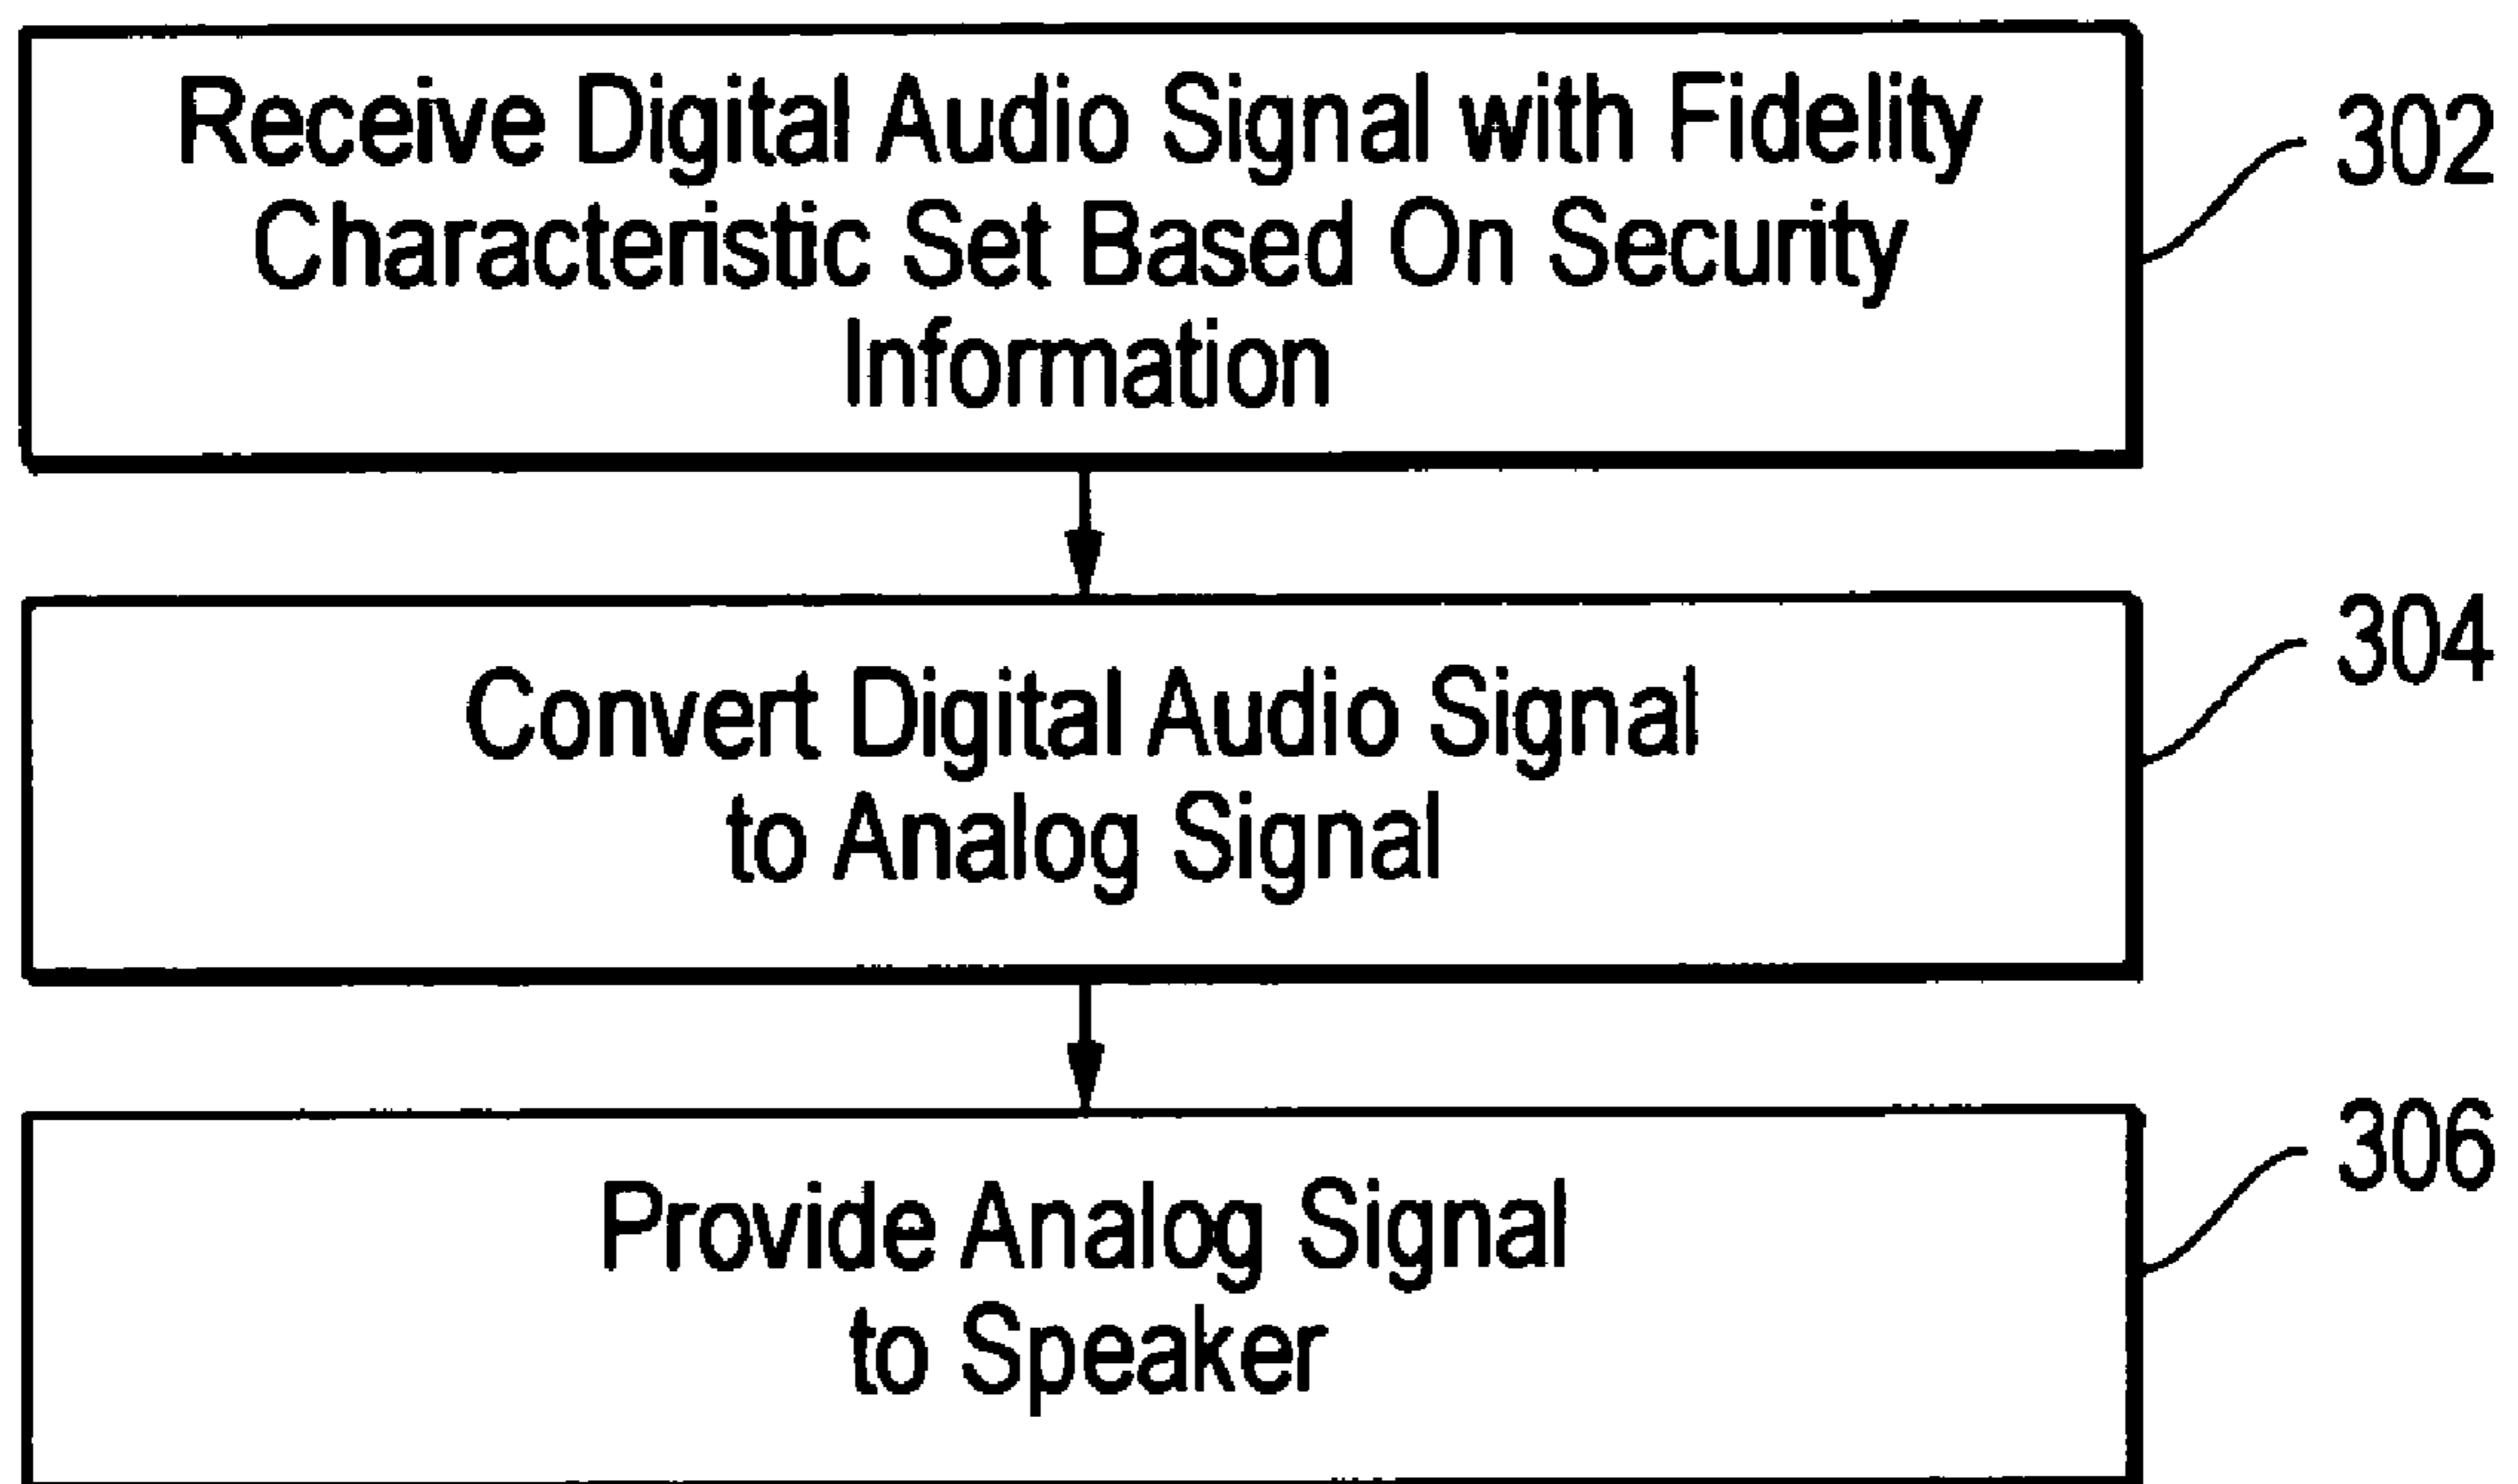 Receive Digital Audio Signal with Fidelity
Characteristic Set Based On Security
Information
302
Convert Digital Audio Signal
to Analog Signal
304
Provide Analog Signal
to Speaker
306